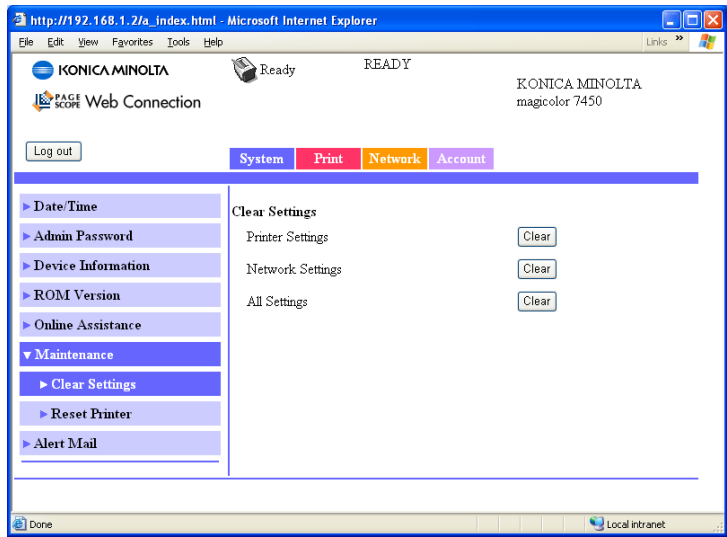 http://192.168.1.2/a_index.html - Microsoft Internet Explorer
File Edit View Favorites Tools Help
Links »
KONICA MINOLTA
Ready
READY
KONICA MINOLTA
magicolor 7450
PAGE SCOPE Web Connection
Log out
System Print Network Account
Date/Time
Admin Password
Device Information
ROM Version
Online Assistance
Maintenance
Clear Settings
Reset Printer
Alert Mail
Clear Settings
Printer Settings Clear
Network Settings Clear
All Settings Clear
Done
Local intranet